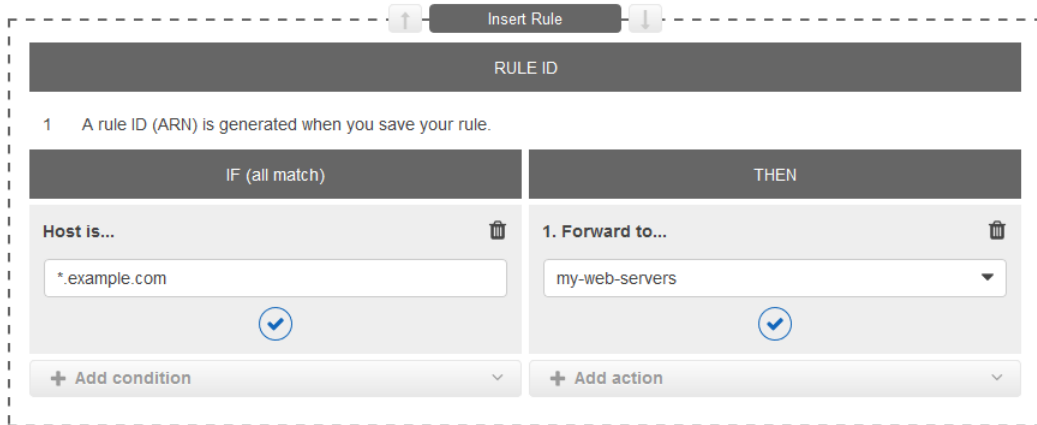 Insert Rule
RULE ID
1 A rule ID (ARN) is generated when you save your rule.
IF (all match)
THEN
Host is...
1. Forward to...
*.example.com
my-web-servers
Add condition
Add action